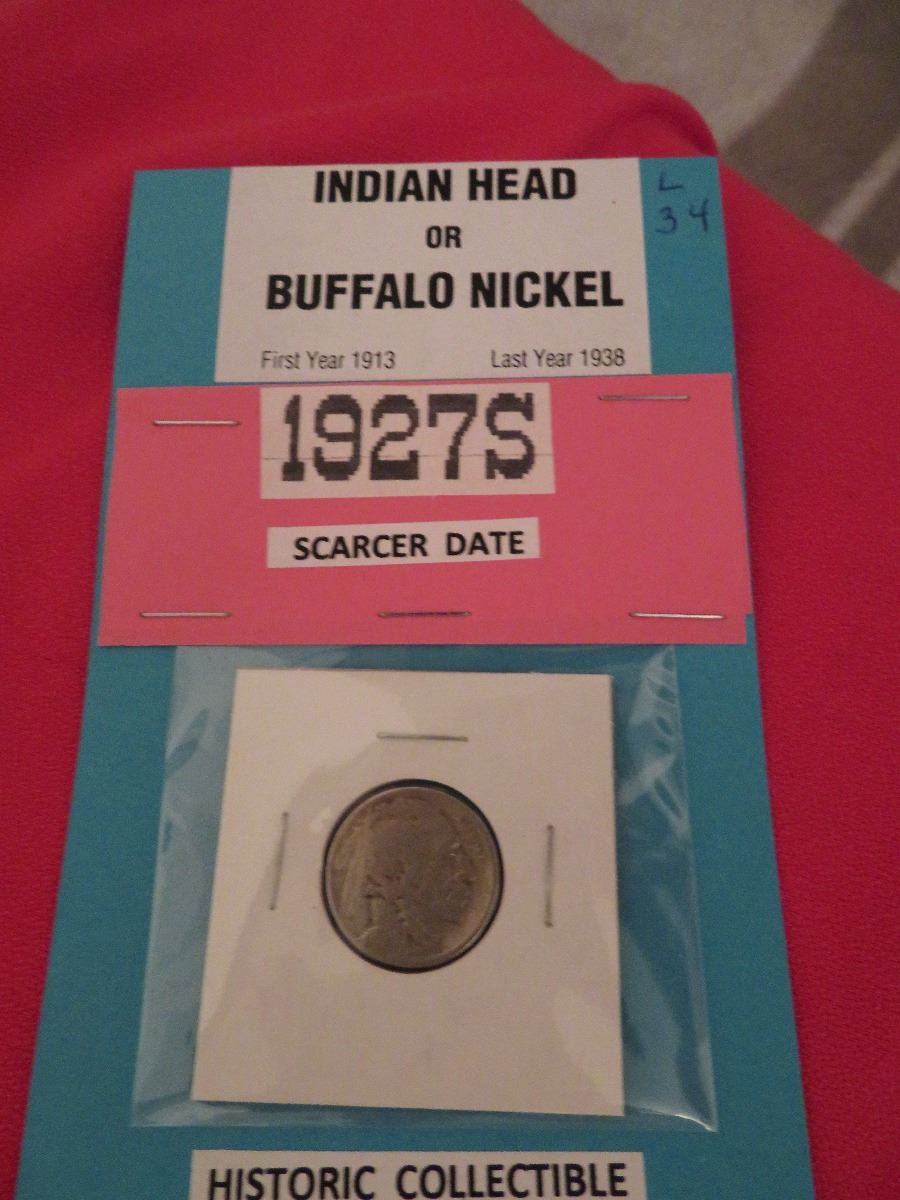 INDIAN HEAD
OR
BUFFALO NICKEL
First Year 1913 Last Year 1938
L
34
1927S
SCARCER DATE
HISTORIC COLLECTIBLE